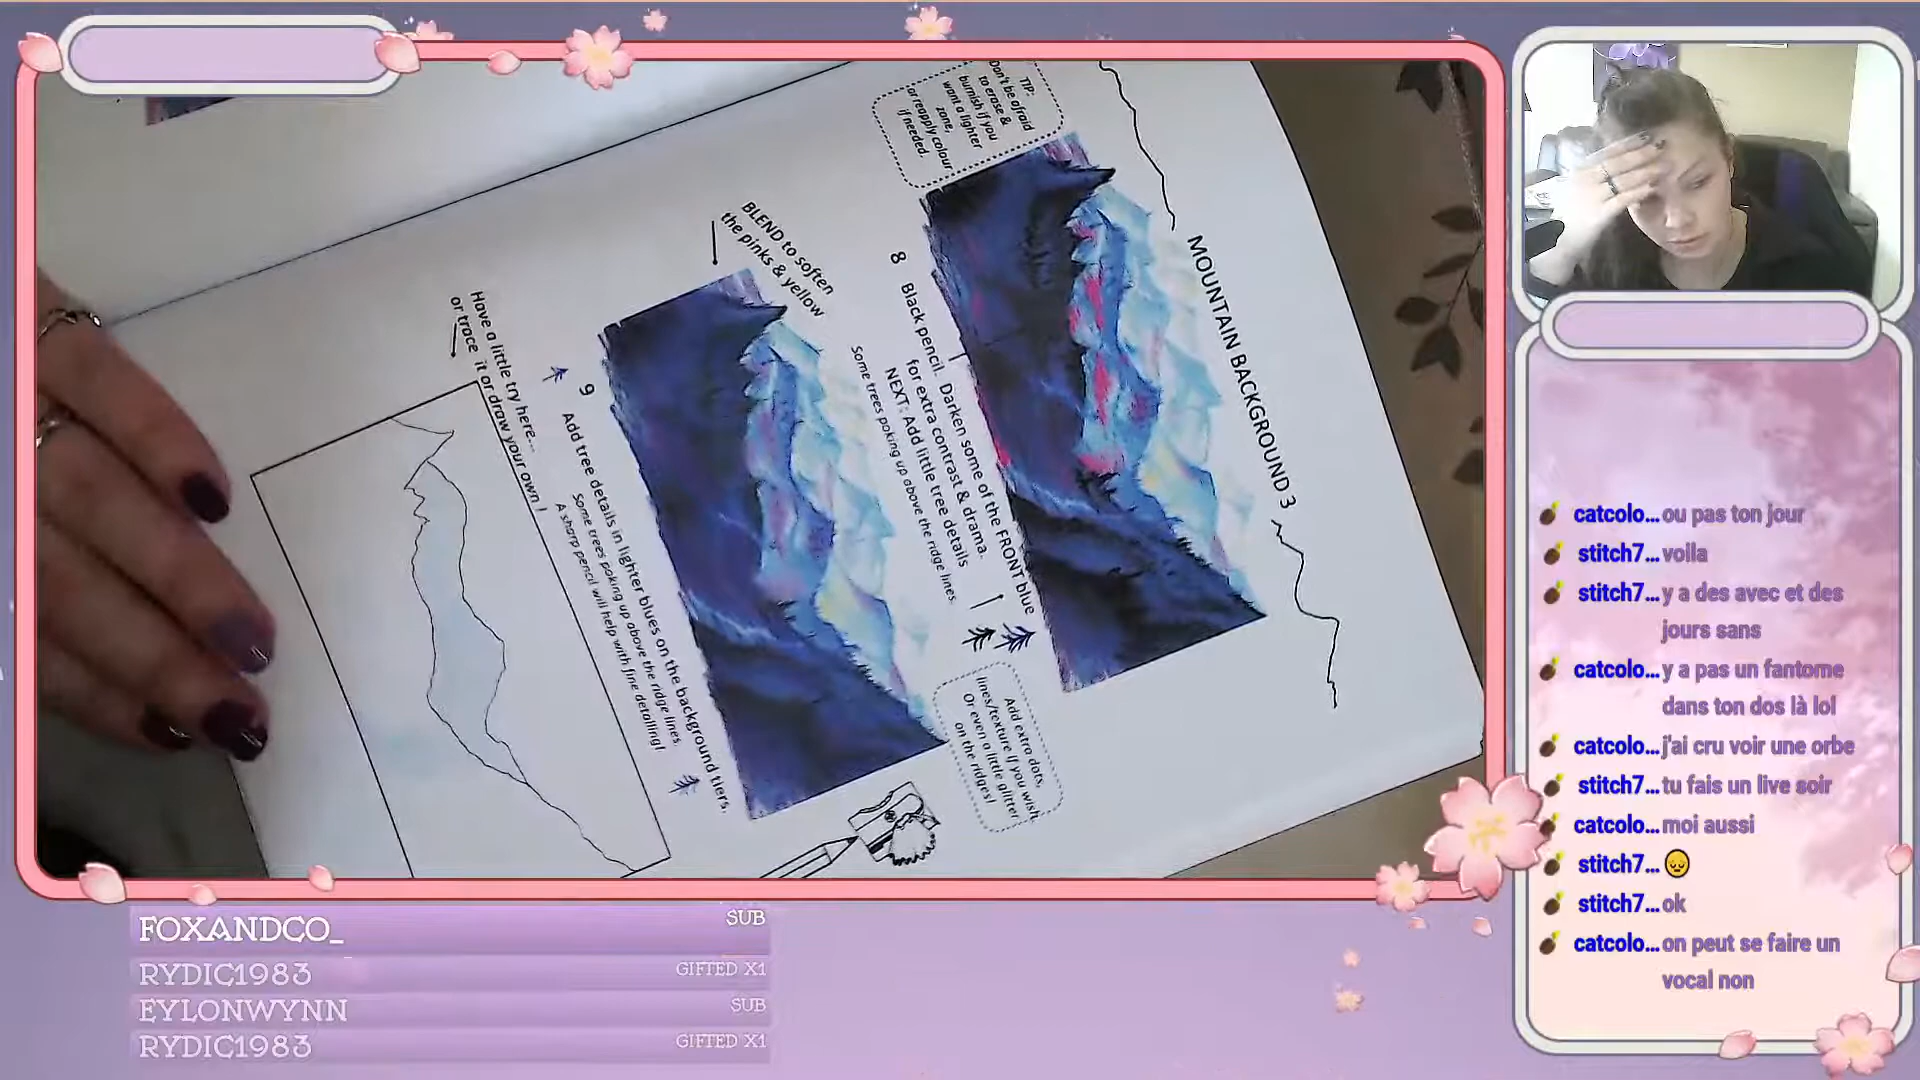 TIP:
Don't be afraid
to erase &
burnish if you
want a lighter
zone,
or reapply colour
if needed.
MOUNTAIN BACKGROUND 3
8 Black pencil. Darken some of the FRONT blue
for extra contrast & drama.
NEXT: Add little tree details
Some trees poking up above the ridge lines.
Add extra dots,
lines/texture if you wish.
Or even a little glitter
on the ridges!
BLEND to soften
the pinks & yellow
9 Add tree details in lighter blues on the background tiers.
Some trees poking up above the ridge lines.
A sharp pencil will help with fine detailing!
Have a little try here...
or trace it or draw your own!
catcolo... ou pas ton jour
stitch7... voila
stitch7... y a des avec et des
jours sans
catcolo... y a pas un fantome
dans ton dos là lol
catcolo... j'ai cru voir une orbe
stitch7... tu fais un live soir
catcolo... moi aussi
stitch7... 😔
stitch7... ok
catcolo... on peut se faire un
vocal non
FOXANDCO_ SUB
RYDIC1983 GIFTED X1
EYLONWYNN SUB
RYDIC1983 GIFTED X1